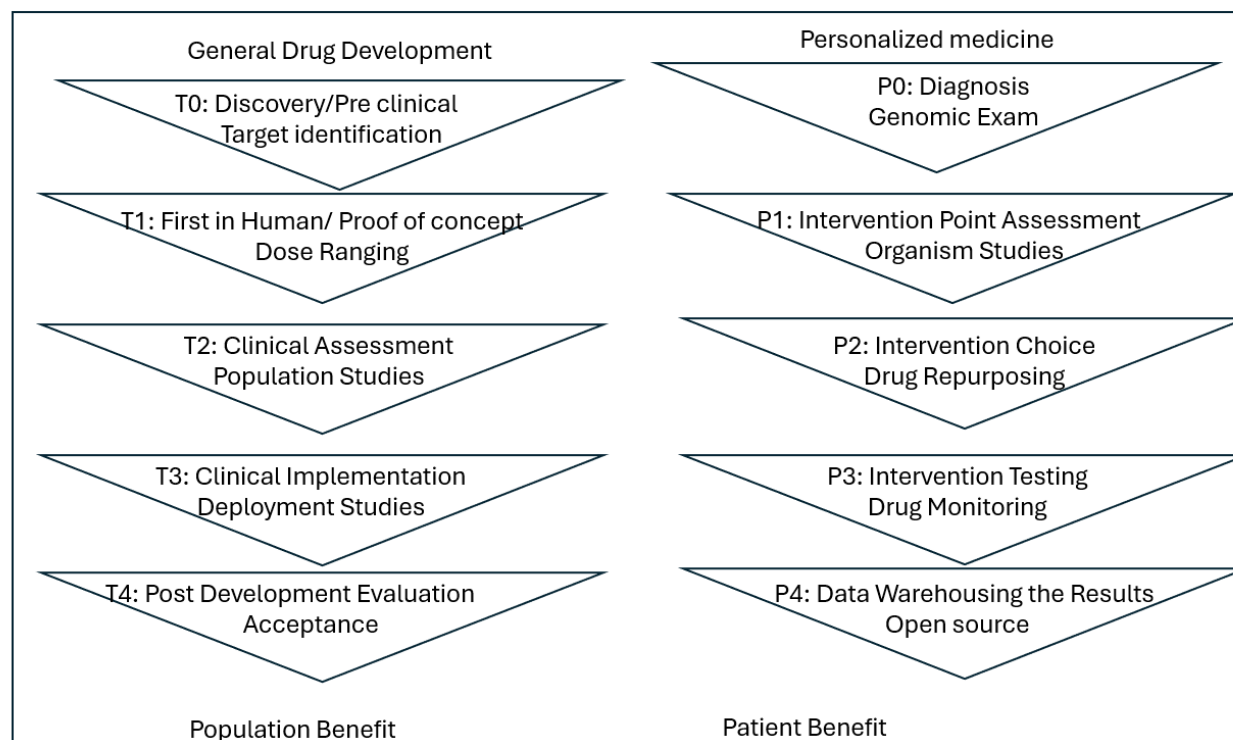 General Drug Development
T0: Discovery/Pre clinical
Target identification
T1: First in Human/ Proof of concept
Dose Ranging
T2: Clinical Assessment
Population Studies
T3: Clinical Implementation
Deployment Studies
T4: Post Development Evaluation
Acceptance
Population Benefit
Personalized medicine
P0: Diagnosis
Genomic Exam
P1: Intervention Point Assessment
Organism Studies
P2: Intervention Choice
Drug Repurposing
P3: Intervention Testing
Drug Monitoring
P4: Data Warehousing the Results
Open source
Patient Benefit